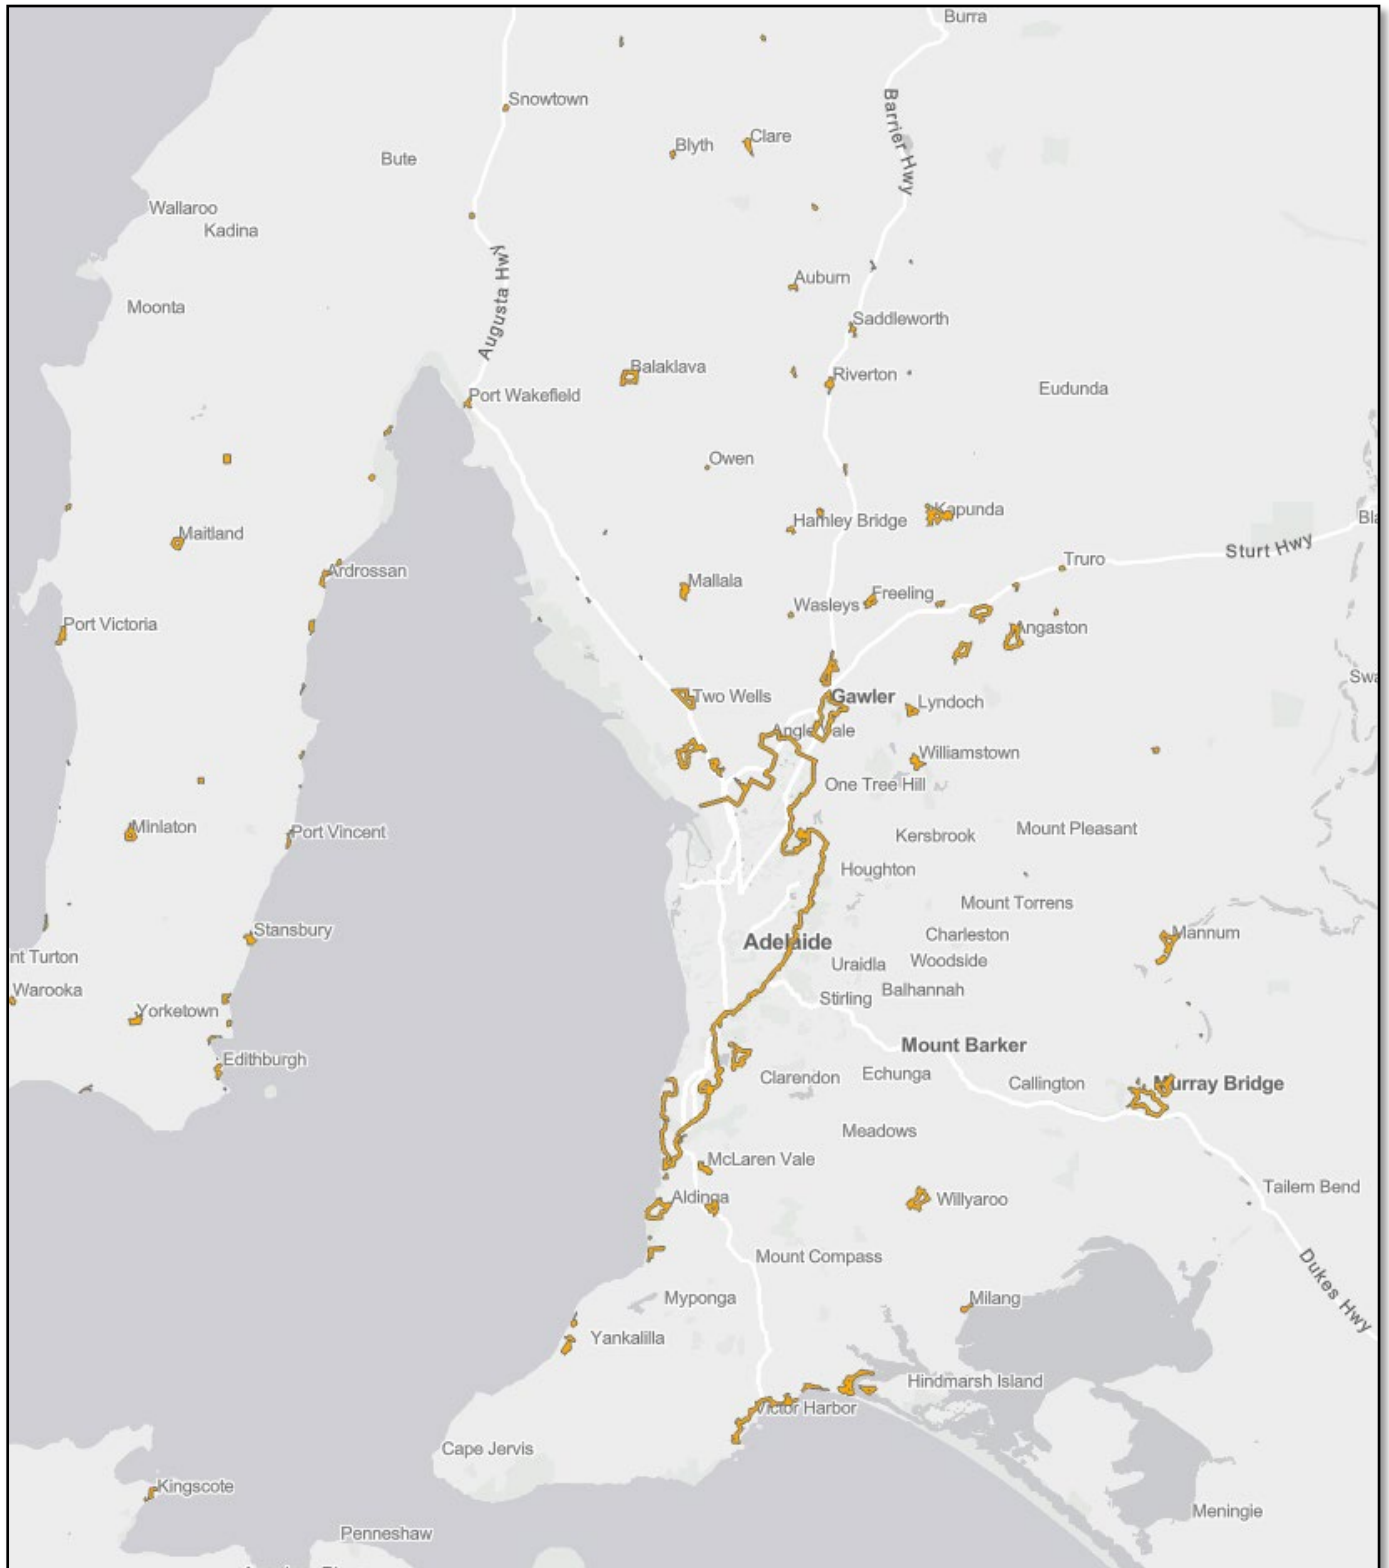 Burra
Snowtown
Barrier Hwy
Blyth
Clare
Bute
Wallaroo
Kadina
Augusta Hwy
Auburn
Moonta
Saddleworth
Balaklava
Riverton
Port Wakefield
Eudunda
Owen
Kapunda
Hamley Bridge
Bla
Maitland
Sturt Hwy
Truro
Ardrossan
Mallala
Freeling
Wasleys
Port Victoria
Angaston
Swa
Two Wells
Gawler
Lyndoch
Angle Vale
Williamstown
One Tree Hill
Minlaton
Port Vincent
Kersbrook
Mount Pleasant
Houghton
Mount Torrens
Stansbury
Adelaide
Charleston
Mannum
nt Turton
Uraidla
Woodside
Warooka
Stirling
Balhannah
Yorketown
Mount Barker
Edithburgh
Clarendon
Echunga
Callington
Murray Bridge
Meadows
McLaren Vale
Aldinga
Willyaroo
Tailem Bend
Mount Compass
Dukes Hwy
Myponga
Milang
Yankalilla
Hindmarsh Island
Victor Harbor
Cape Jervis
Kingscote
Meningie
Penneshaw